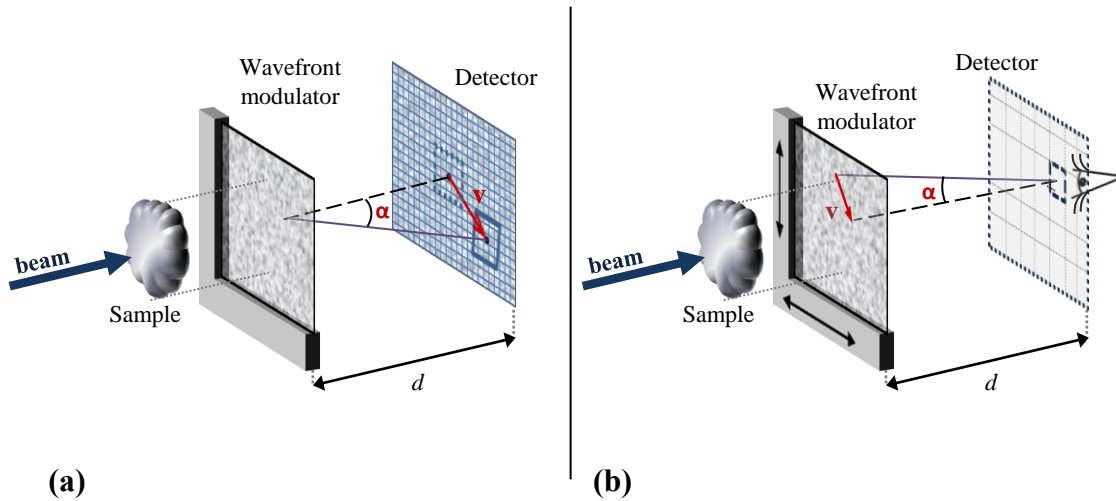 Wavefront
modulator
Detector
α
v
beam
Sample
d
(a)
Detector
Wavefront
modulator
α
v
beam
Sample
d
(b)